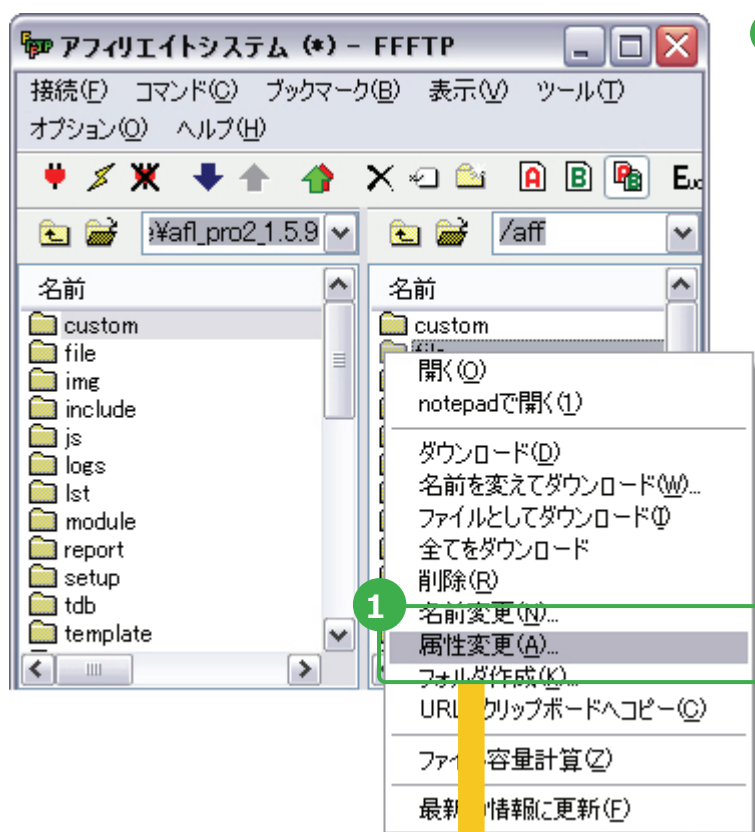 アフィリエイトシステム (*) - FFFTP
接続(F) コマンド(C) ブックマーク(B) 表示(V) ツール(T)
オプション(O) ヘルプ(H)
A B B Euc
¥afl_pro2_1.5.9 /aff
名前
custom
file
img
include
js
logs
lst
module
report
setup
tdb
template
名前
custom
file
開く(O)
notepadで開く(1)
ダウンロード(D)
名前を変えてダウンロード(W)...
ファイルとしてダウンロード(I)
全てをダウンロード
削除(R)
1
名前変更(N)...
属性変更(A)...
フォルダ作成(K)...
URL クリップボードへコピー(C)
ファイ 容量計算(Z)
最新 情報に更新(F)